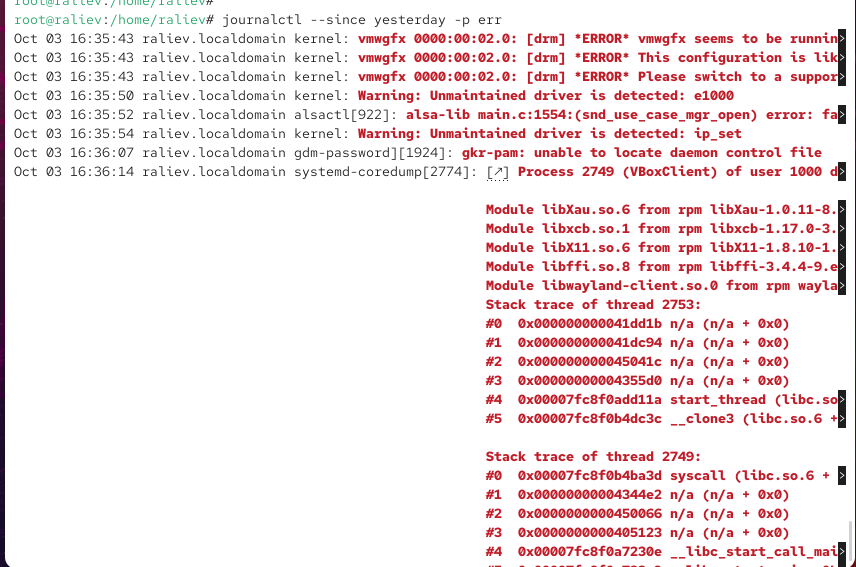 root@raliev:/home/raliev#
root@raliev:/home/raliev# journalctl --since yesterday -p err
Oct 03 16:35:43 raliev.localdomain kernel: vmwgfx 0000:00:02.0: [drm] *ERROR* vmwgfx seems to be runnin>
Oct 03 16:35:43 raliev.localdomain kernel: vmwgfx 0000:00:02.0: [drm] *ERROR* This configuration is lik>
Oct 03 16:35:43 raliev.localdomain kernel: vmwgfx 0000:00:02.0: [drm] *ERROR* Please switch to a suppor>
Oct 03 16:35:50 raliev.localdomain kernel: Warning: Unmaintained driver is detected: e1000
Oct 03 16:35:52 raliev.localdomain alsactl[922]: alsa-lib main.c:1554:(snd_use_case_mgr_open) error: fa>
Oct 03 16:35:54 raliev.localdomain kernel: Warning: Unmaintained driver is detected: ip_set
Oct 03 16:36:07 raliev.localdomain gdm-password][1924]: gkr-pam: unable to locate daemon control file
Oct 03 16:36:14 raliev.localdomain systemd-coredump[2774]: [↗] Process 2749 (VBoxClient) of user 1000 d>
Module libXau.so.6 from rpm libXau-1.0.11-8.>
Module libxcb.so.1 from rpm libxcb-1.17.0-3.>
Module libX11.so.6 from rpm libX11-1.8.10-1.>
Module libffi.so.8 from rpm libffi-3.4.4-9.e>
Module libwayland-client.so.0 from rpm wayla>
Stack trace of thread 2753:
#0  0x000000000041dd1b n/a (n/a + 0x0)
#1  0x000000000041dc94 n/a (n/a + 0x0)
#2  0x000000000045041c n/a (n/a + 0x0)
#3  0x00000000004355d0 n/a (n/a + 0x0)
#4  0x00007fc8f0add11a start_thread (libc.so>
#5  0x00007fc8f0b4dc3c __clone3 (libc.so.6 +>
Stack trace of thread 2749:
#0  0x00007fc8f0b4ba3d syscall (libc.so.6 + >
#1  0x00000000004344e2 n/a (n/a + 0x0)
#2  0x0000000000450066 n/a (n/a + 0x0)
#3  0x0000000000405123 n/a (n/a + 0x0)
#4  0x00007fc8f0a7230e __libc_start_call_mai>